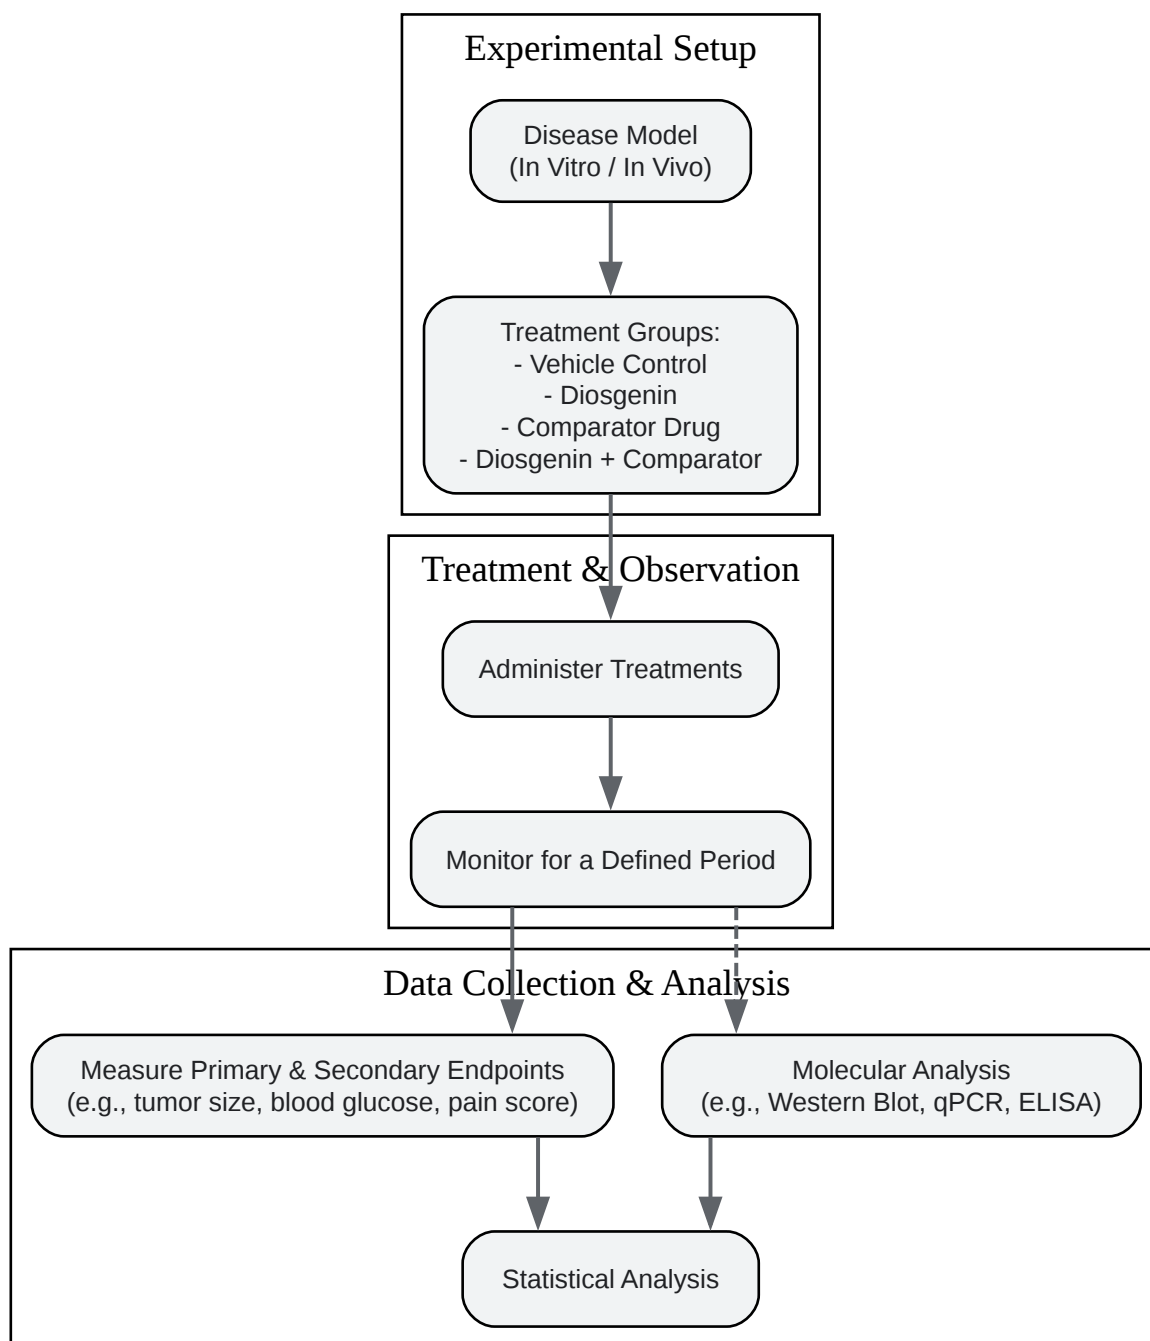 Experimental Setup
Disease Model
(In Vitro / In Vivo)
Treatment Groups:
- Vehicle Control
- Diosgenin
- Comparator Drug
- Diosgenin + Comparator
Treatment & Observation
Administer Treatments
Monitor for a Defined Period
Data Collection & Analysis
Measure Primary & Secondary Endpoints
(e.g., tumor size, blood glucose, pain score)
Molecular Analysis
(e.g., Western Blot, qPCR, ELISA)
Statistical Analysis